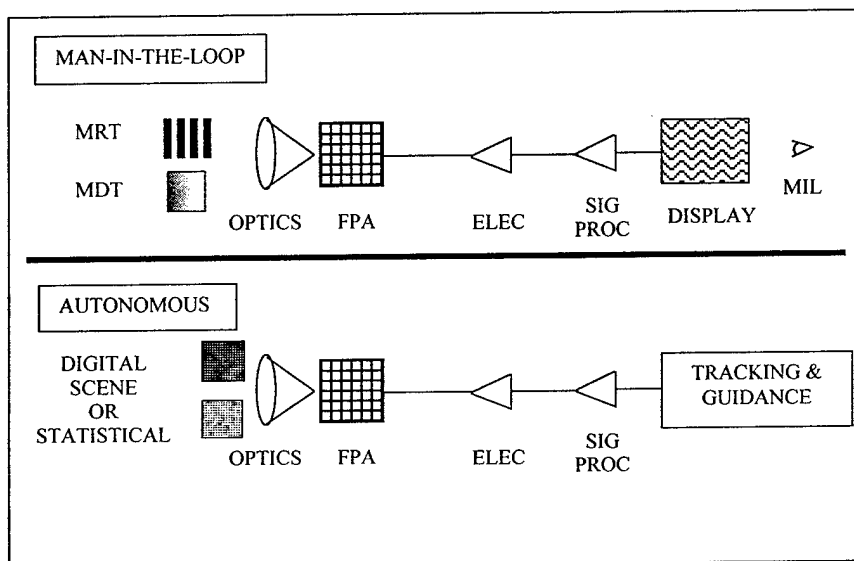 MAN-IN-THE-LOOP
MRT
MDT
OPTICS
FPA
ELEC
SIG
PROC
DISPLAY
MIL
AUTONOMOUS
DIGITAL
SCENE
OR
STATISTICAL
OPTICS
FPA
ELEC
SIG
PROC
TRACKING &
GUIDANCE